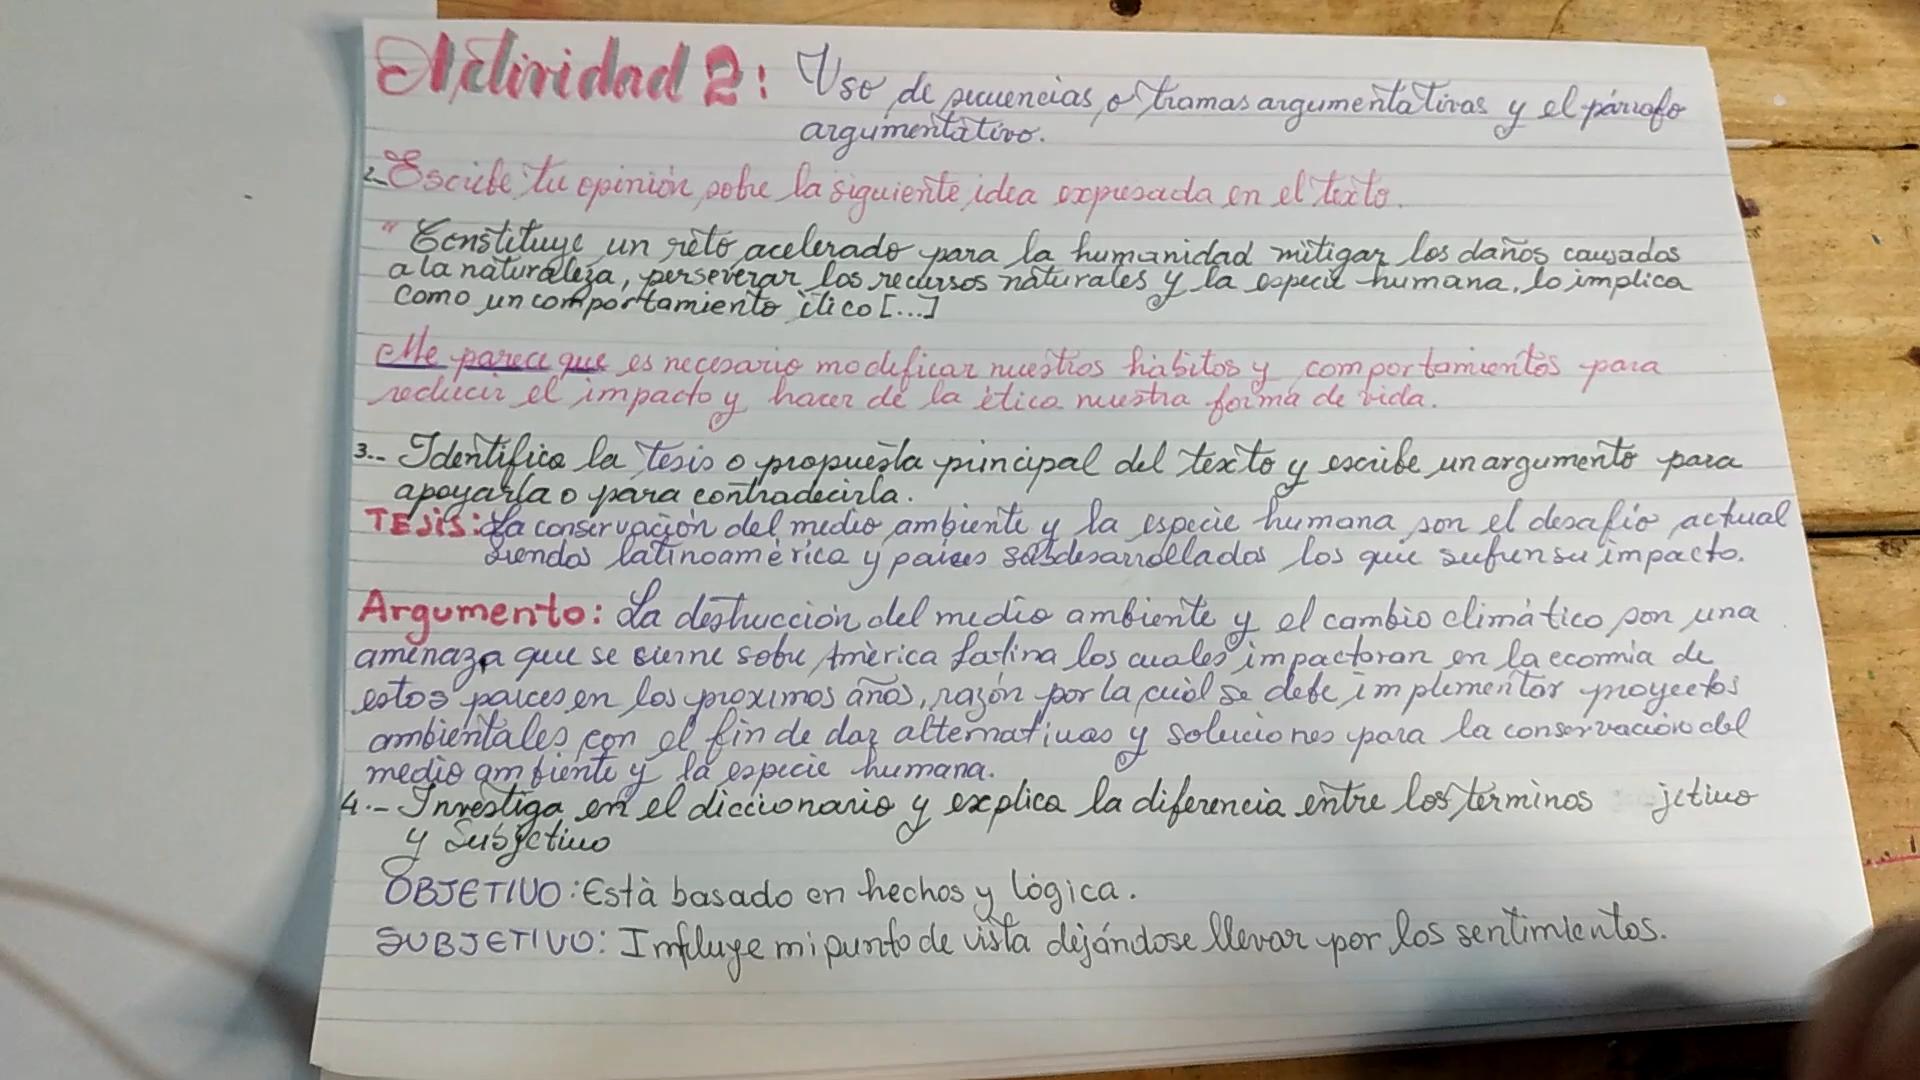 Actividad 2: Uso de secuencias o tramas argumentativas y el párrafo
argumentativo.
2- Escribe tu opinión sobre la siguiente idea expresada en el texto.
" Constituye un reto acelerado para la humanidad mitigar los daños causados
a la naturaleza, perseverar los recursos naturales y la especie humana, lo implica
como un comportamiento ético [...]
Me parece que es necesario modificar nuestros hábitos y comportamientos para
reducir el impacto y hacer de la ética nuestra forma de vida.
3.- Identifica la tesis o propuesta principal del texto y escribe un argumento para
apoyarla o para contradecirla.
TESIS: La conservación del medio ambiente y la especie humana son el desafío actual
siendos latinoamérica y países subdesarrollados los que sufren su impacto.
Argumento: La destrucción del medio ambiente y el cambio climático son una
amenaza que se cierne sobre América Latina los cuales impactoran en la ecomia de
estos paices en los proximos años, razón por la cuál se debe implementar proyectos
ambientales con el fin de dar alternativas y soluciones para la conservación del
medio ambiente y la especie humana.
4.- Investiga en el diccionario y explica la diferencia entre los términos jetivo
y Subjetivo
OBJETIVO: Està basado en hechos y lógica.
SUBJETIVO: Influye mi punto de vista dejándose llevar por los sentimientos.